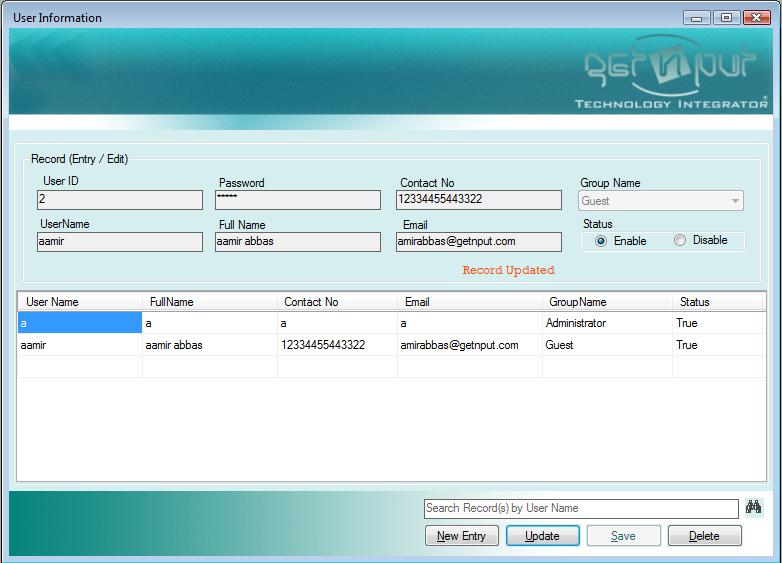 User Information
getnput
TECHNOLOGY INTEGRATOR
Record (Entry / Edit)
User ID Password Contact No Group Name
2 ***** 12334455443322 Guest
UserName Full Name Email Status
aamir aamir abbas amirabbas@getnput.com Enable Disable
Record Updated
User Name FullName Contact No Email GroupName Status
a a a a Administrator True
aamir aamir abbas 12334455443322 amirabbas@getnput.com Guest True
Search Record(s) by User Name
New Entry Update Save Delete